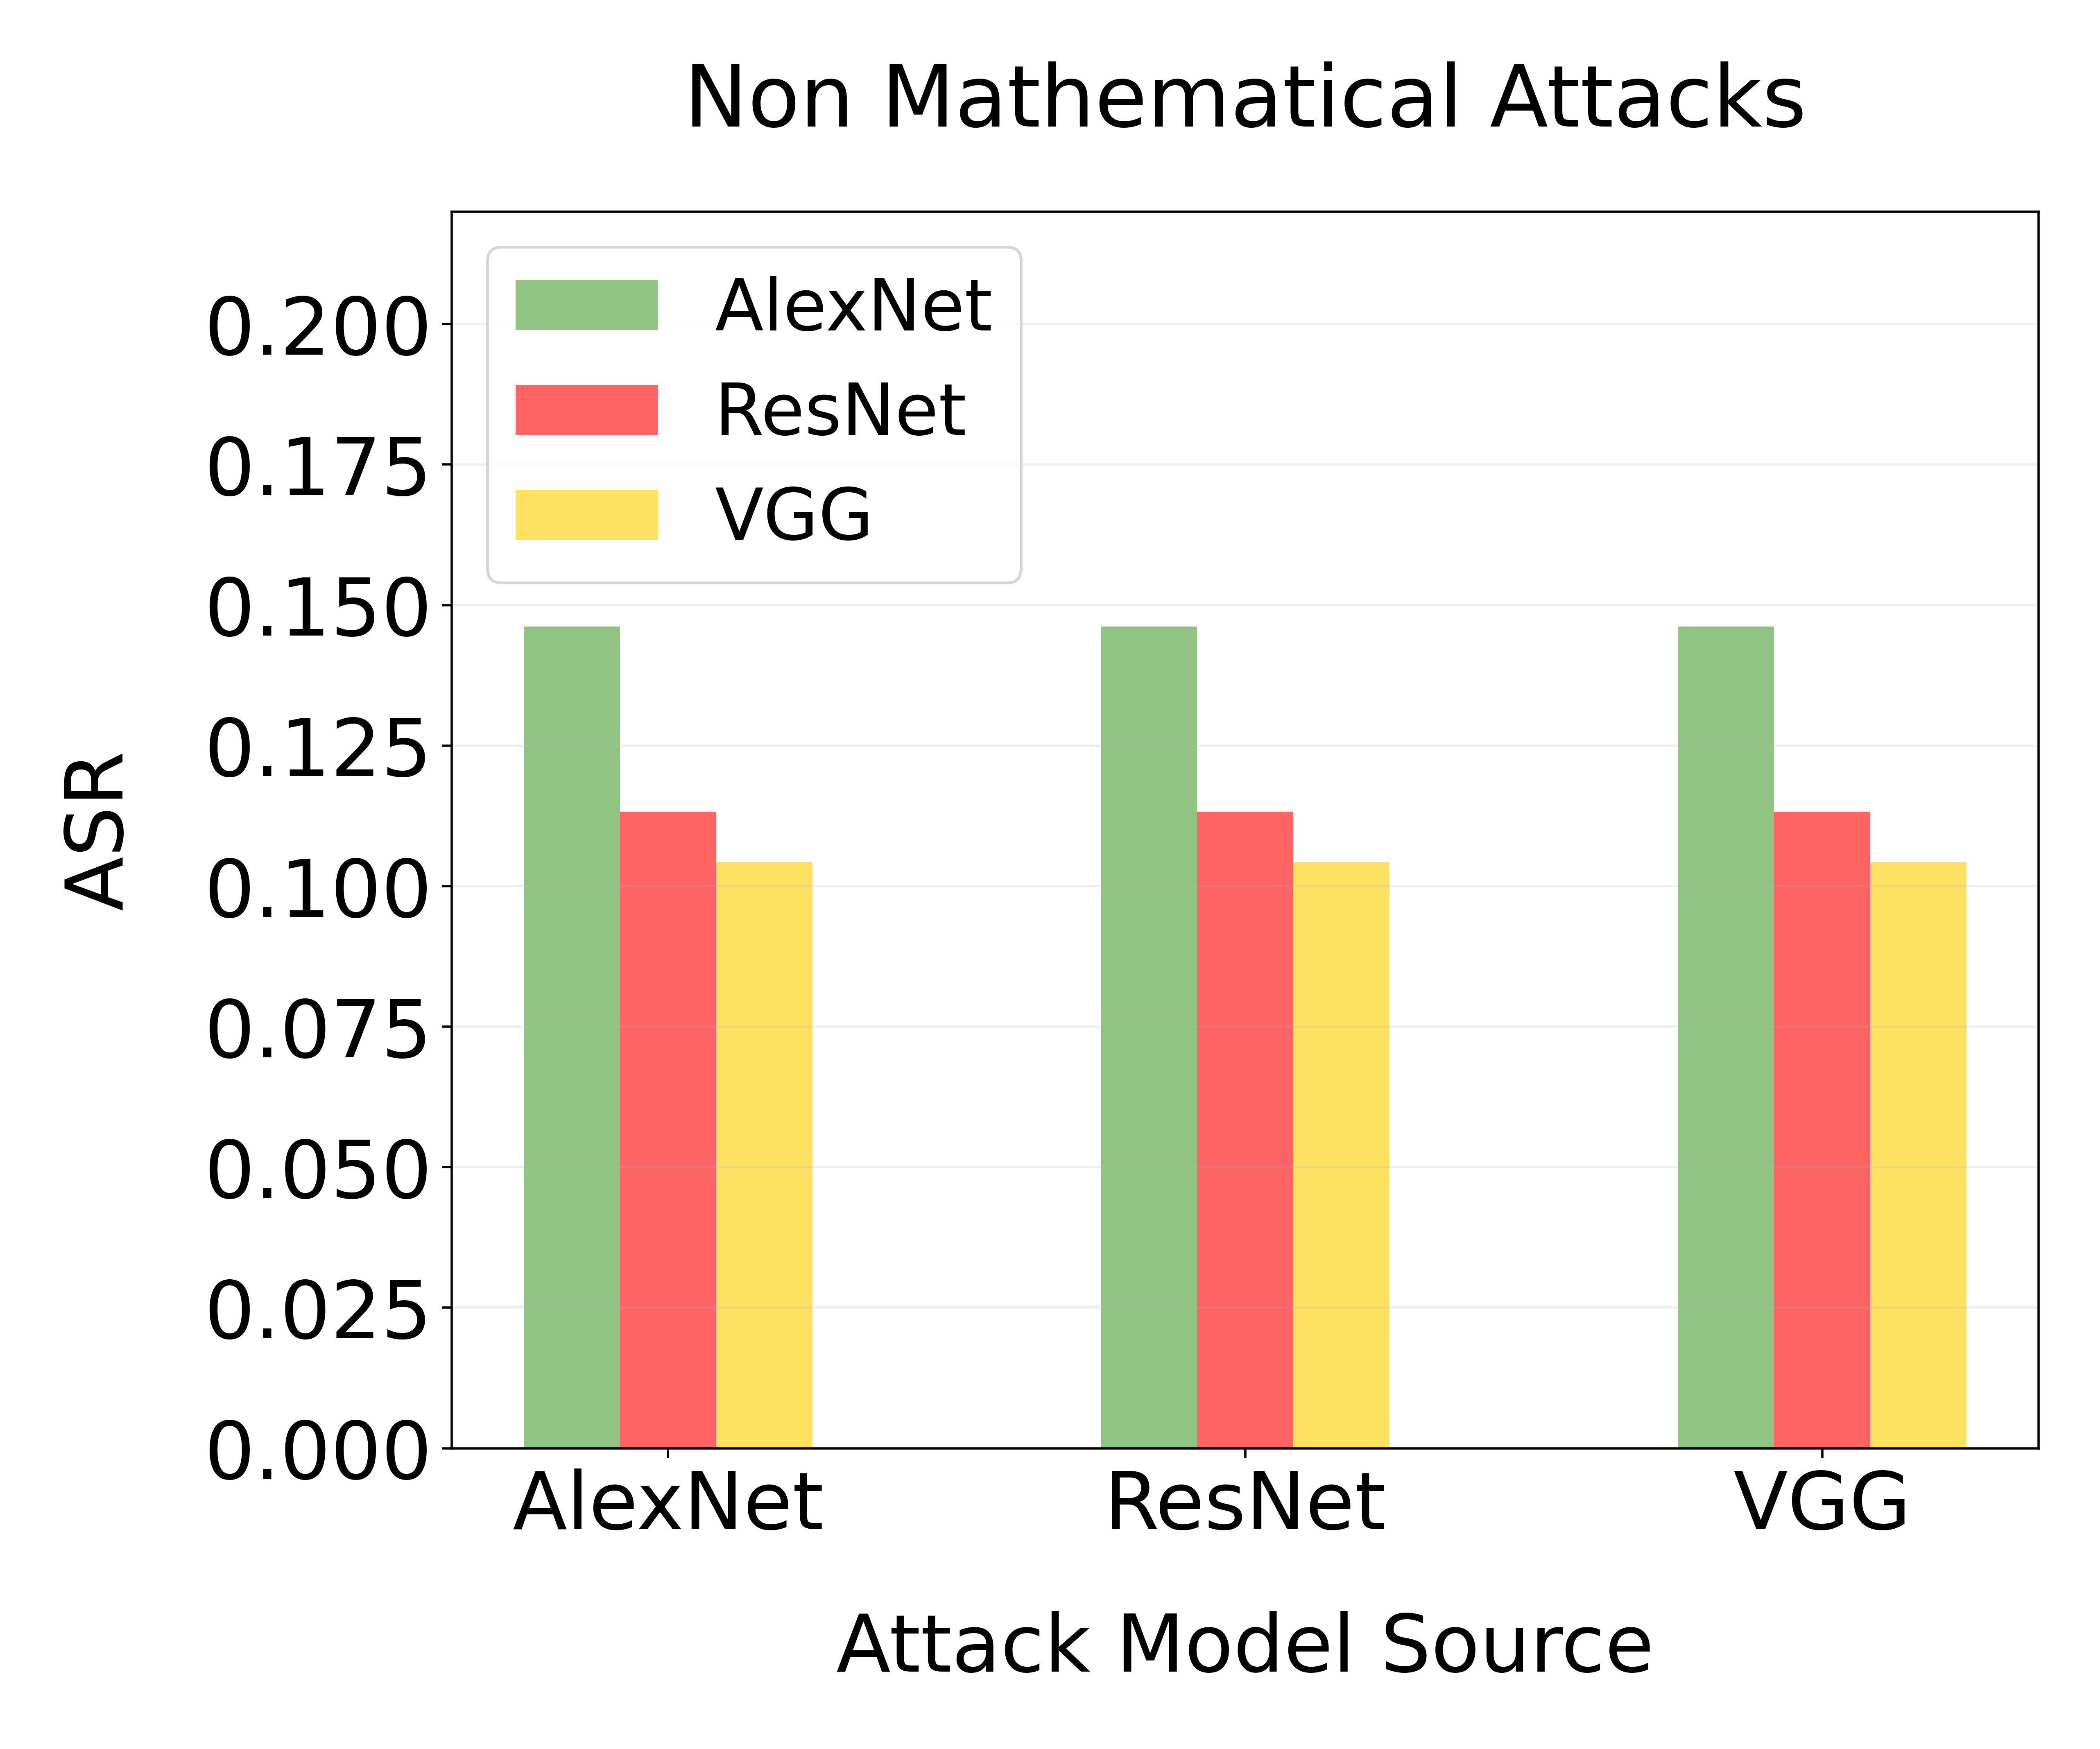 Non Mathematical Attacks
AlexNet
ResNet
VGG
0.200
0.175
0.150
0.125
0.100
0.075
0.050
0.025
0.000
ASR
AlexNet
ResNet
VGG
Attack Model Source